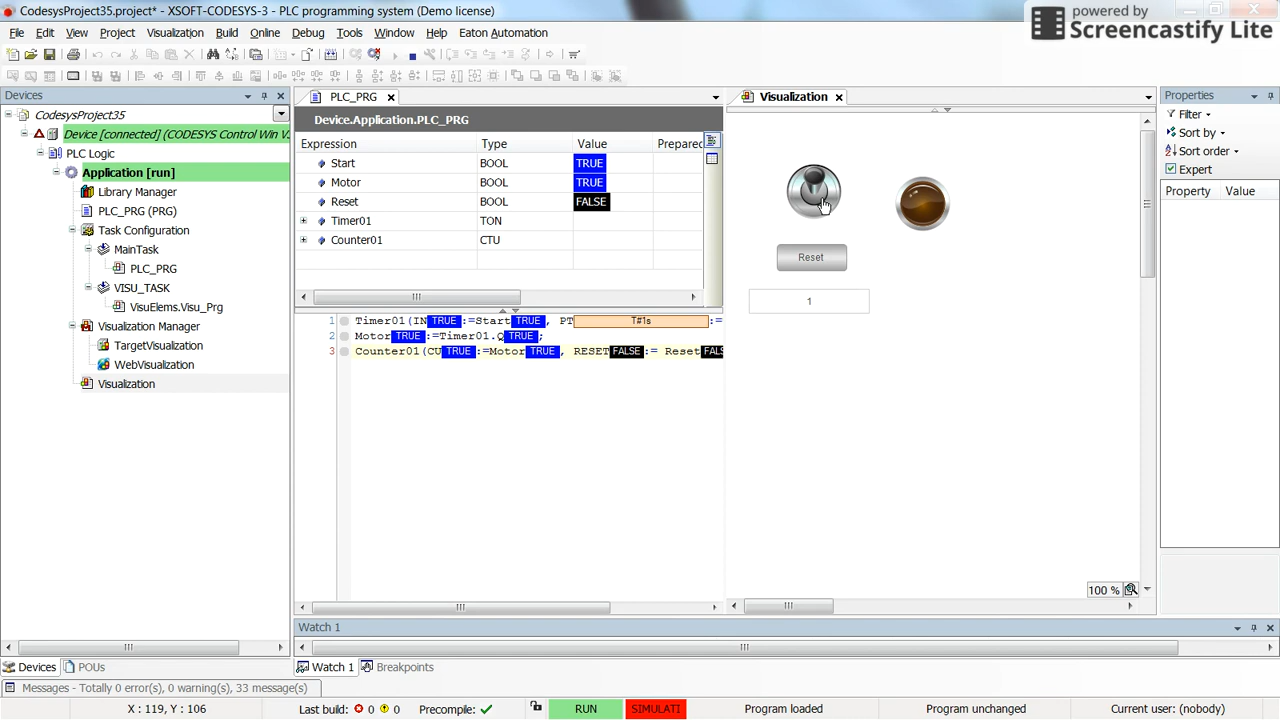 CodesysProject35.project* - XSOFT-CODESYS-3 - PLC programming system (Demo license)
powered by
Screencastify Lite
File Edit View Project Visualization Build Online Debug Tools Window Help Eaton Automation
Devices
CodesysProject35
Device [connected] (CODESYS Control Win V.
PLC Logic
Application [run]
Library Manager
PLC_PRG (PRG)
Task Configuration
MainTask
PLC_PRG
VISU_TASK
VisuElems.Visu_Prg
Visualization Manager
TargetVisualization
WebVisualization
Visualization
Devices POUs
PLC_PRG
Device.Application.PLC_PRG
Expression Type Value Prepared
Start BOOL TRUE
Motor BOOL TRUE
Reset BOOL FALSE
Timer01 TON
Counter01 CTU
1 Timer01(IN TRUE :=Start TRUE , PT T#1s :=
2 Motor TRUE :=Timer01.Q TRUE ;
3 Counter01(CU TRUE :=Motor TRUE , RESET FALSE := Reset FALS
Visualization
Reset
1
100 %
Properties
Filter
Sort by
Sort order
Expert
Property Value
Watch 1
Watch 1 Breakpoints
Messages - Totally 0 error(s), 0 warning(s), 33 message(s)
X : 119, Y : 106 Last build: 0 0 Precompile: RUN SIMULATI Program loaded Program unchanged Current user: (nobody)